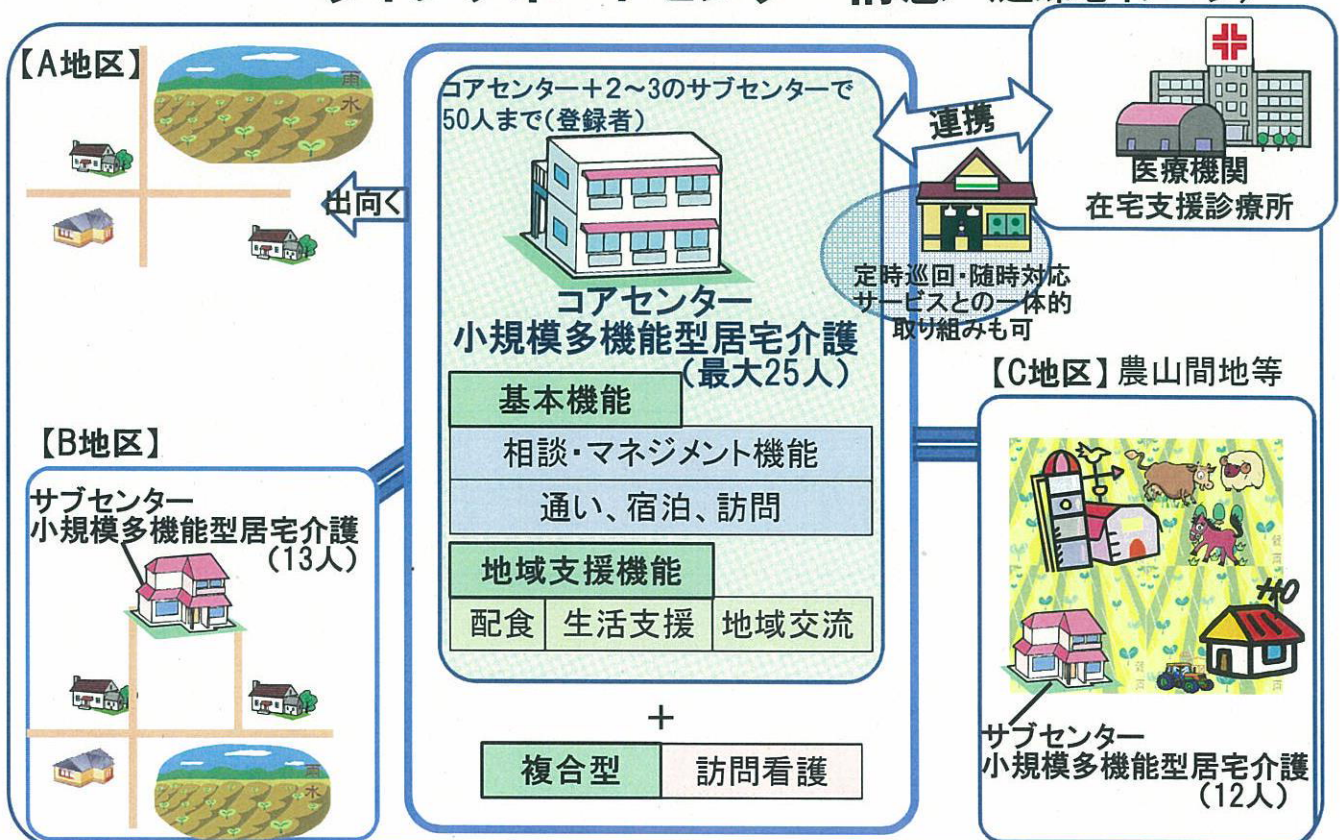 【A地区】
雨
水
出向く
コアセンター＋2～3のサブセンターで
50人まで（登録者）
コアセンター
小規模多機能型居宅介護
（最大25人）
基本機能
相談・マネジメント機能
通い、宿泊、訪問
地域支援機能
配食
生活支援
地域交流
＋
複合型
訪問看護
連携
医療機関
在宅支援診療所
定時巡回・随時対応
サービスとの一体的
取り組みも可
【B地区】
サブセンター
小規模多機能型居宅介護
（13人）
雨
水
【C地区】農山間地等
サブセンター
小規模多機能型居宅介護
（12人）